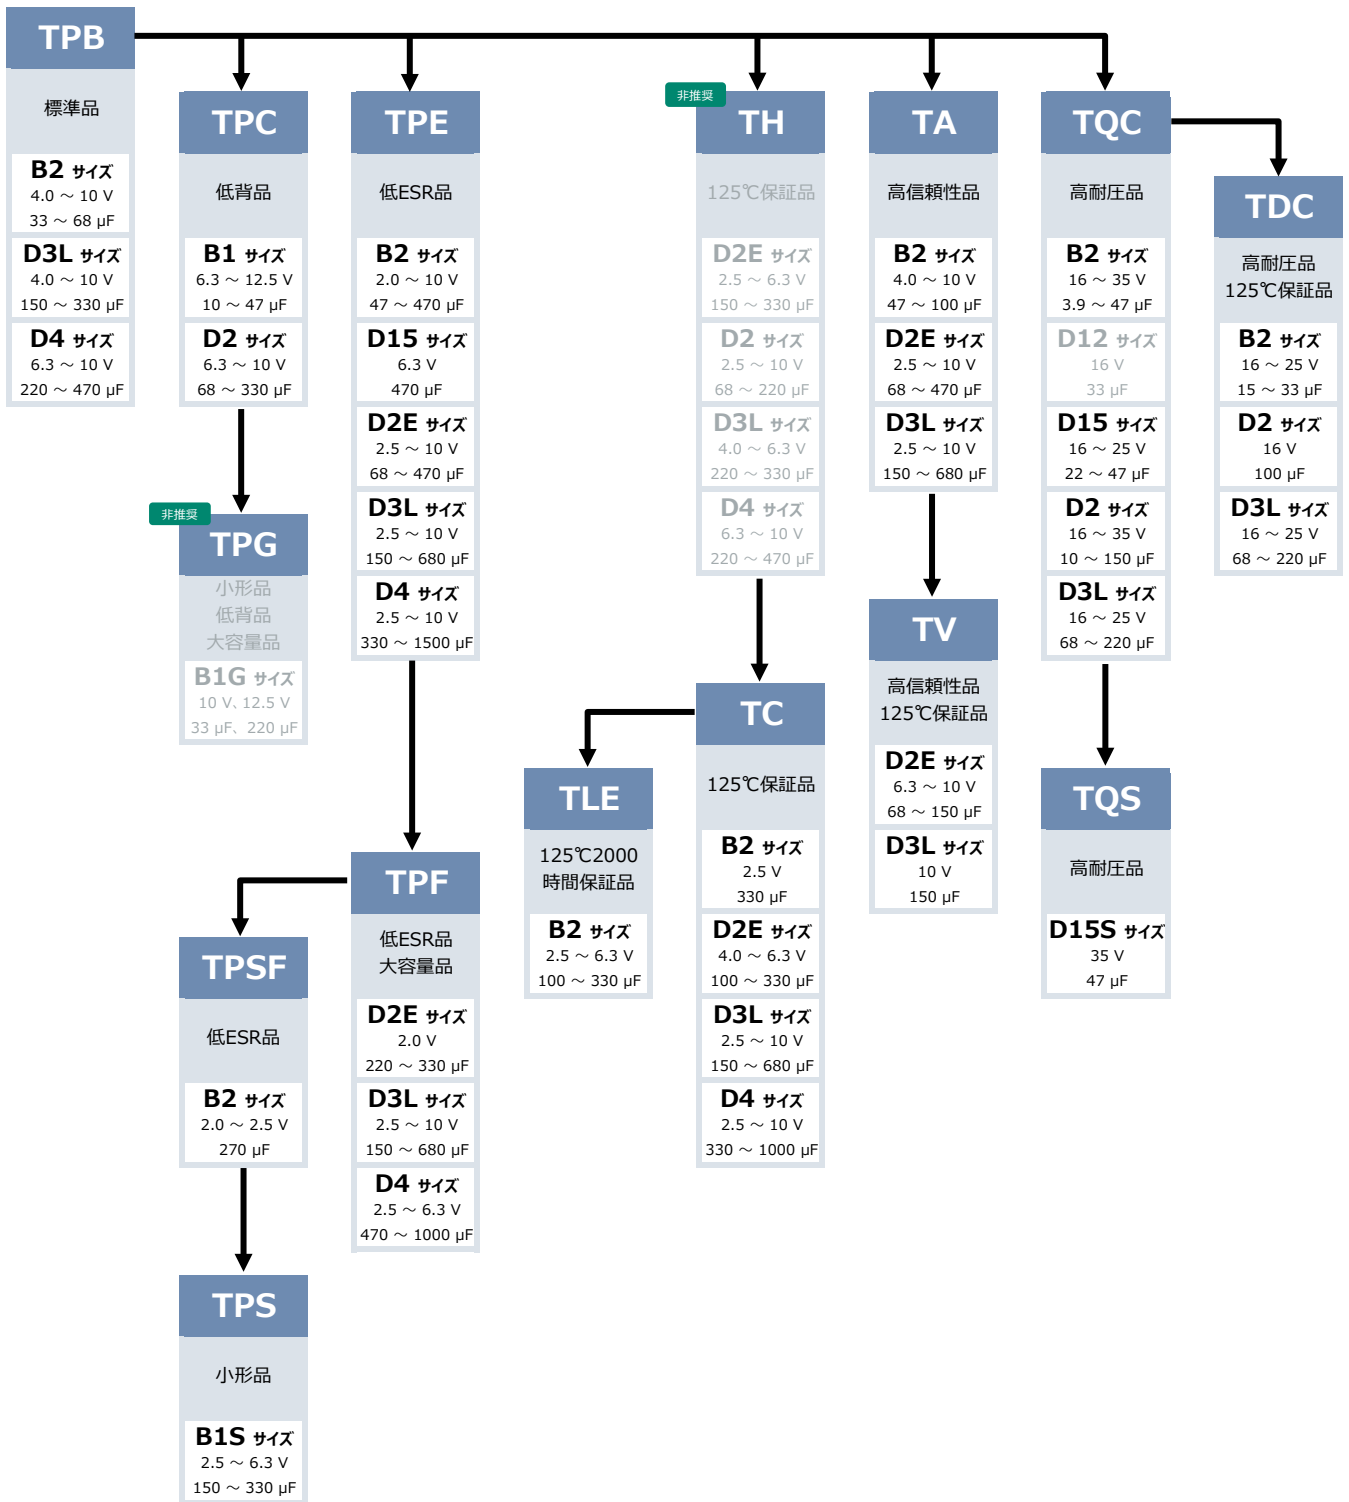 TPB
標準品
B2 サイズ
4.0 ～ 10 V
33 ～ 68 μF
D3L サイズ
4.0 ～ 10 V
150 ～ 330 μF
D4 サイズ
6.3 ～ 10 V
220 ～ 470 μF
TPC
低背品
B1 サイズ
6.3 ～ 12.5 V
10 ～ 47 μF
D2 サイズ
6.3 ～ 10 V
68 ～ 330 μF
非推奨
TPG
小形品
低背品
大容量品
B1G サイズ
10 V、12.5 V
33 μF、220 μF
TPE
低ESR品
B2 サイズ
2.0 ～ 10 V
47 ～ 470 μF
D15 サイズ
6.3 V
470 μF
D2E サイズ
2.5 ～ 10 V
68 ～ 470 μF
D3L サイズ
2.5 ～ 10 V
150 ～ 680 μF
D4 サイズ
2.5 ～ 10 V
330 ～ 1500 μF
TPF
低ESR品
大容量品
D2E サイズ
2.0 V
220 ～ 330 μF
D3L サイズ
2.5 ～ 10 V
150 ～ 680 μF
D4 サイズ
2.5 ～ 6.3 V
470 ～ 1000 μF
TPSF
低ESR品
B2 サイズ
2.0 ～ 2.5 V
270 μF
TPS
小形品
B1S サイズ
2.5 ～ 6.3 V
150 ～ 330 μF
非推奨
TH
125℃保証品
D2E サイズ
2.5 ～ 6.3 V
150 ～ 330 μF
D2 サイズ
2.5 ～ 10 V
68 ～ 220 μF
D3L サイズ
4.0 ～ 6.3 V
220 ～ 330 μF
D4 サイズ
6.3 ～ 10 V
220 ～ 470 μF
TC
125℃保証品
B2 サイズ
2.5 V
330 μF
D2E サイズ
4.0 ～ 6.3 V
100 ～ 330 μF
D3L サイズ
2.5 ～ 10 V
150 ～ 680 μF
D4 サイズ
2.5 ～ 10 V
330 ～ 1000 μF
TLE
125℃2000
時間保証品
B2 サイズ
2.5 ～ 6.3 V
100 ～ 330 μF
TA
高信頼性品
B2 サイズ
4.0 ～ 10 V
47 ～ 100 μF
D2E サイズ
2.5 ～ 10 V
68 ～ 470 μF
D3L サイズ
2.5 ～ 10 V
150 ～ 680 μF
TV
高信頼性品
125℃保証品
D2E サイズ
6.3 ～ 10 V
68 ～ 150 μF
D3L サイズ
10 V
150 μF
TQC
高耐圧品
B2 サイズ
16 ～ 35 V
3.9 ～ 47 μF
D12 サイズ
16 V
33 μF
D15 サイズ
16 ～ 25 V
22 ～ 47 μF
D2 サイズ
16 ～ 35 V
10 ～ 150 μF
D3L サイズ
16 ～ 25 V
68 ～ 220 μF
TQS
高耐圧品
D15S サイズ
35 V
47 μF
TDC
高耐圧品
125℃保証品
B2 サイズ
16 ～ 25 V
15 ～ 33 μF
D2 サイズ
16 V
100 μF
D3L サイズ
16 ～ 25 V
68 ～ 220 μF